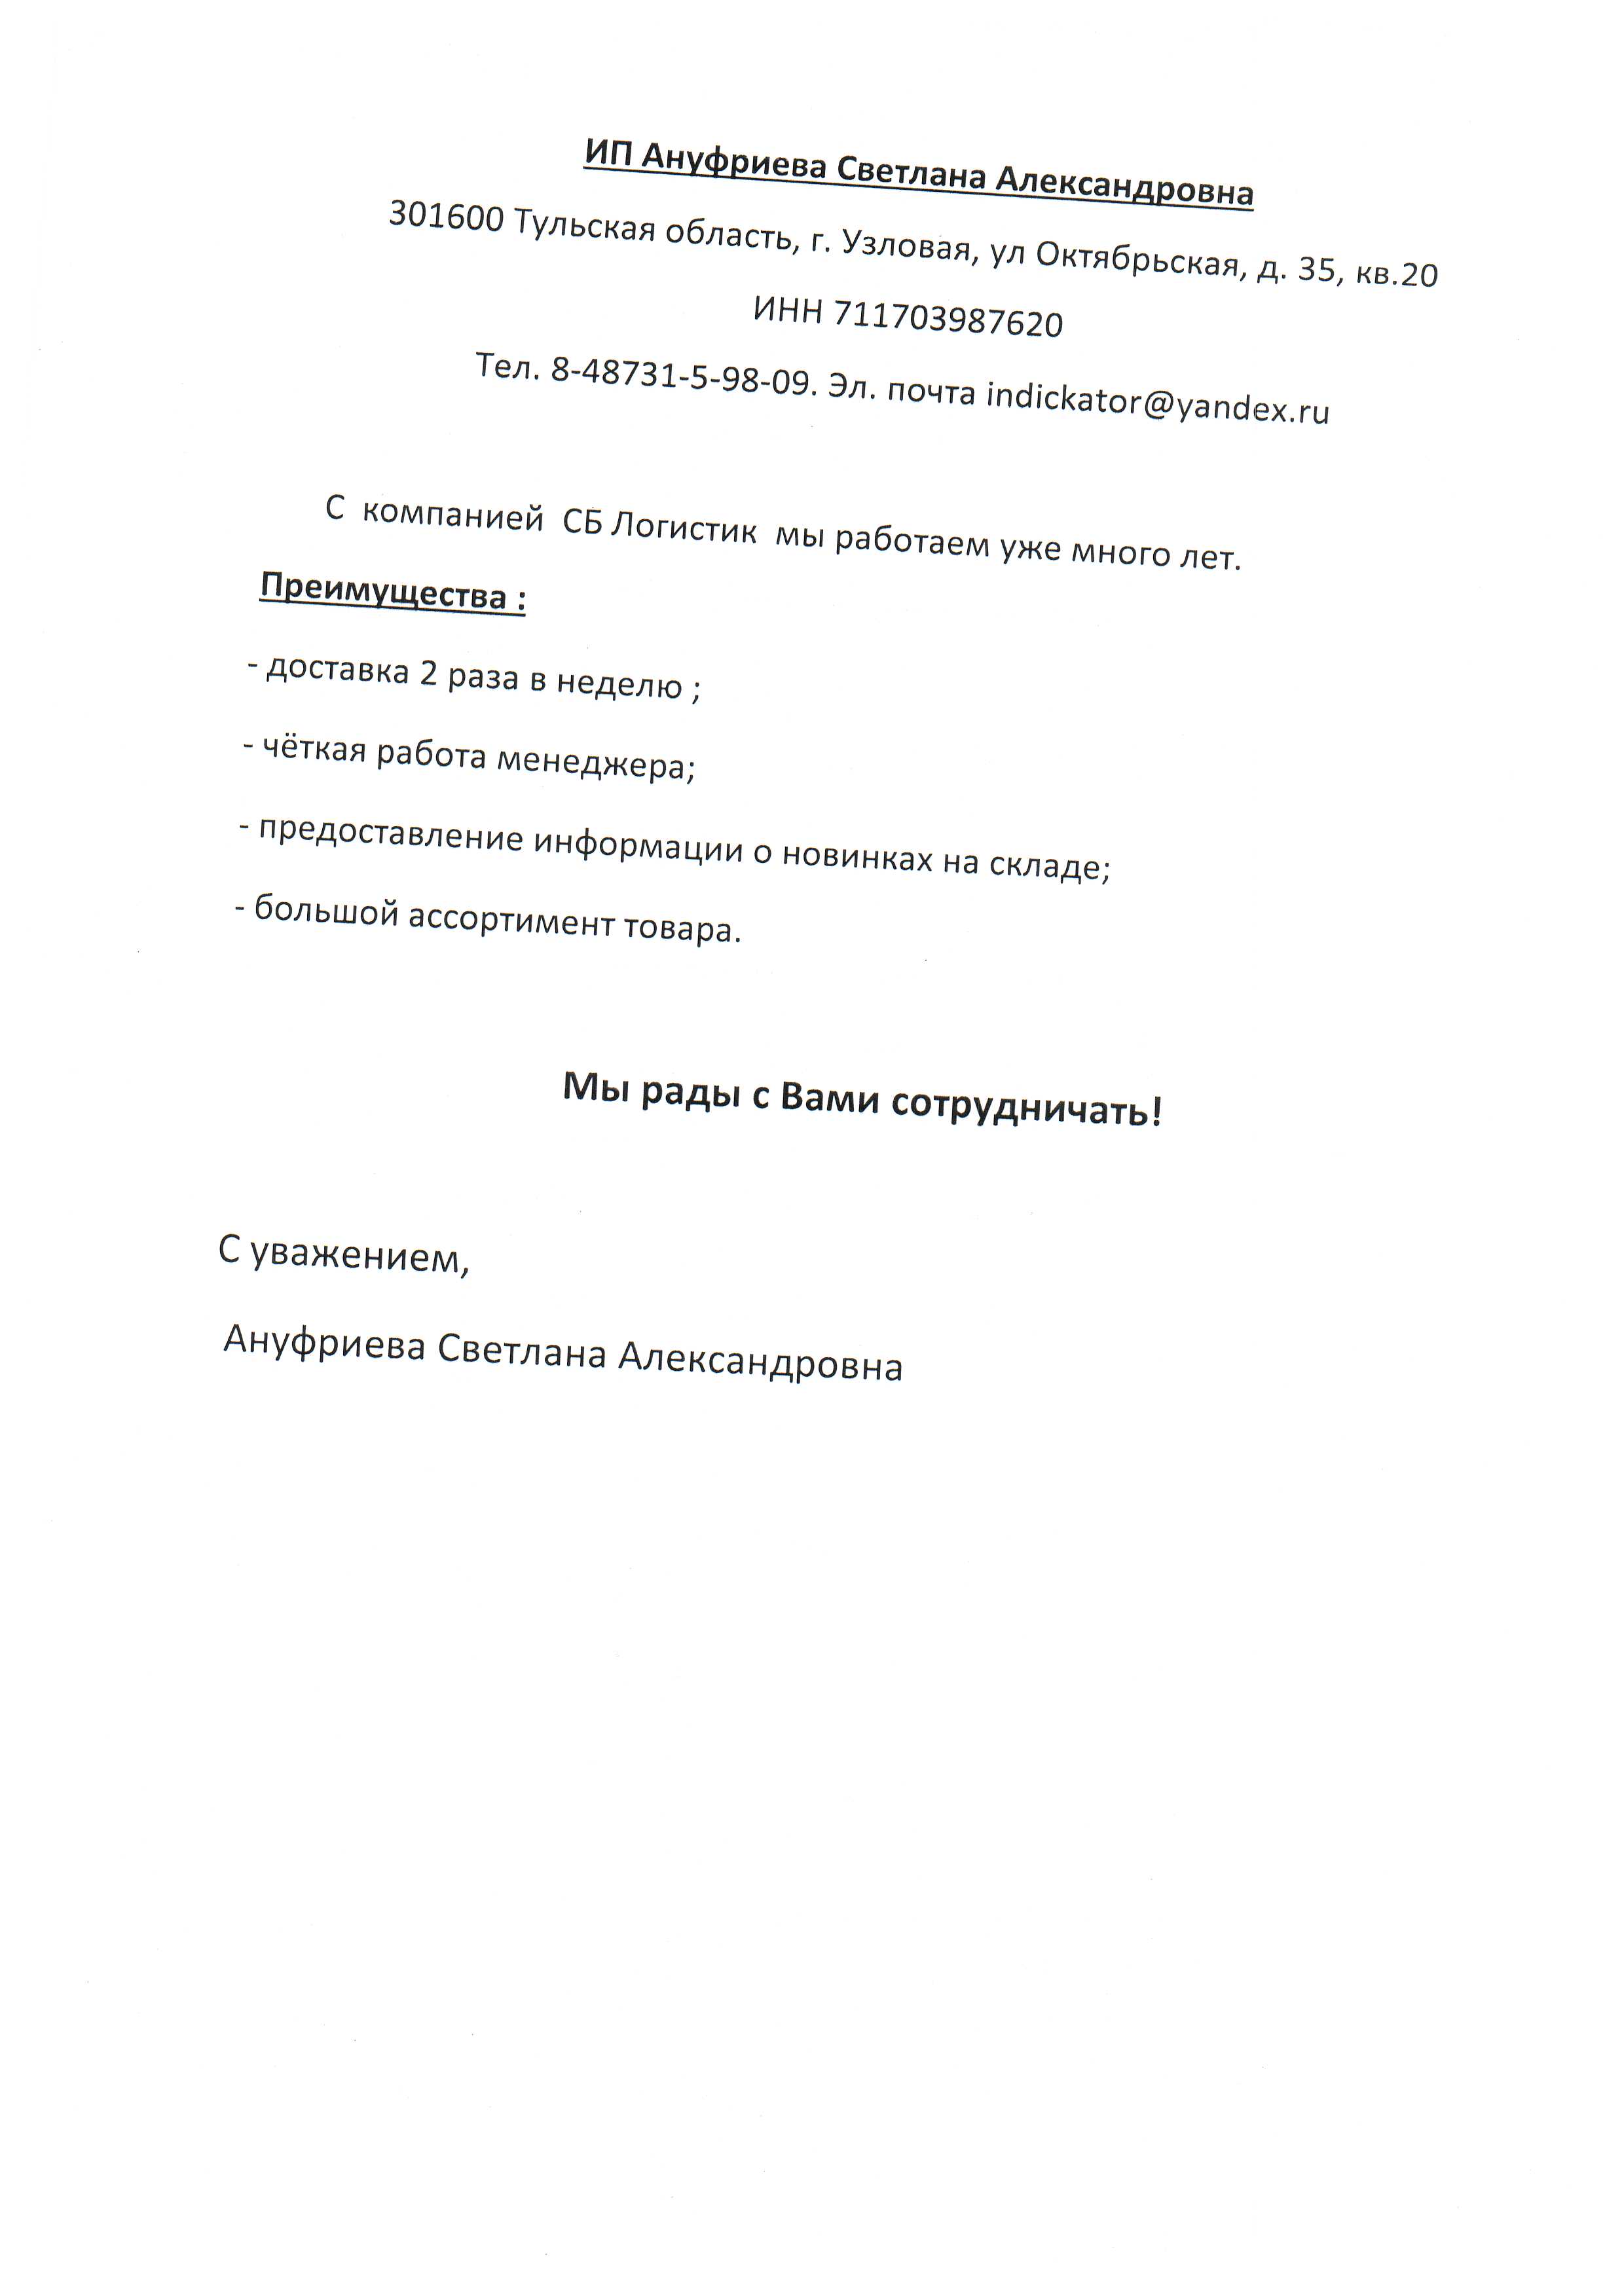 ИП Ануфриева Светлана Александровна
301600 Тульская область, г. Узловая, ул Октябрьская, д. 35, кв.20
ИНН 711703987620
Тел. 8-48731-5-98-09. Эл. почта indickator@yandex.ru
С компанией СБ Логистик мы работаем уже много лет.
Преимущества :
- доставка 2 раза в неделю ;
- чёткая работа менеджера;
- предоставление информации о новинках на складе;
- большой ассортимент товара.
Мы рады с Вами сотрудничать!
С уважением,
Ануфриева Светлана Александровна